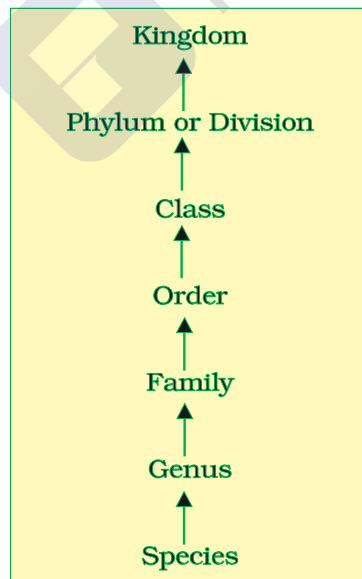 Kingdom
Phylum or Division
Class
Order
Family
Genus
Species